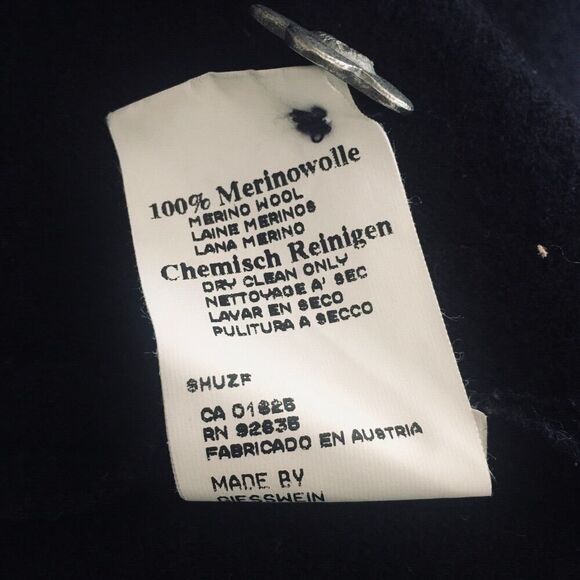 100% Merinowolle
MERINO WOOL
LAINE MERINOS
LANA MERINO
Chemisch Reinigen
DRY CLEAN ONLY
NETTOYAGE A' SEC
LAVAR EN SECO
PULITURA A SECCO
SHUZF
CA 01825
RN 92835
FABRICADO EN AUSTRIA
MADE BY
GIESSWEIN